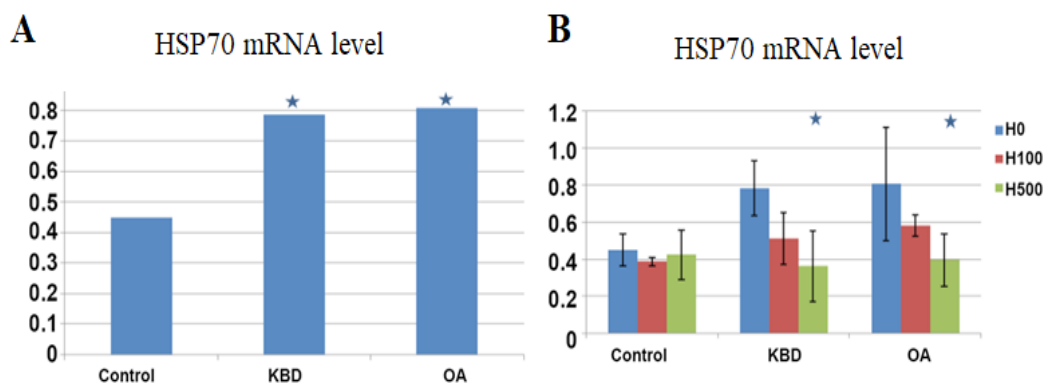 A
HSP70 mRNA level
0.8
0.7
0.6
0.5
0.4
0.3
0.2
0.1
0
Control KBD OA
B
HSP70 mRNA level
1.2
1.0
0.8
0.6
0.4
0.2
0
Control KBD OA
H0
H100
H500